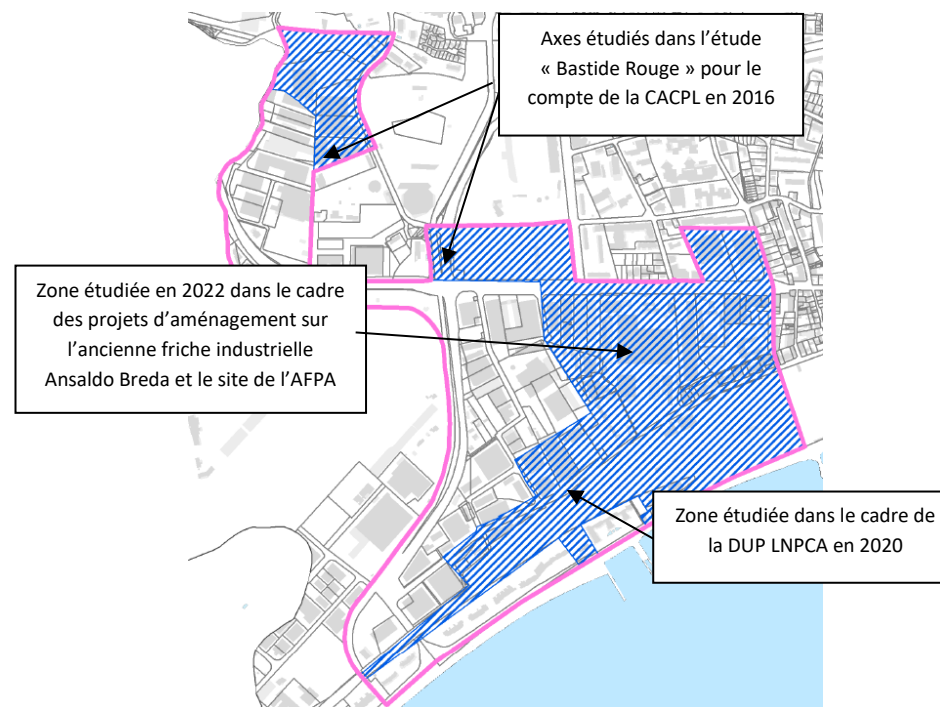 Axes étudiés dans l’étude
« Bastide Rouge » pour le
compte de la CACPL en 2016
Zone étudiée en 2022 dans le cadre
des projets d’aménagement sur
l’ancienne friche industrielle
Ansaldo Breda et le site de l’AFPA
Zone étudiée dans le cadre de
la DUP LNPCA en 2020